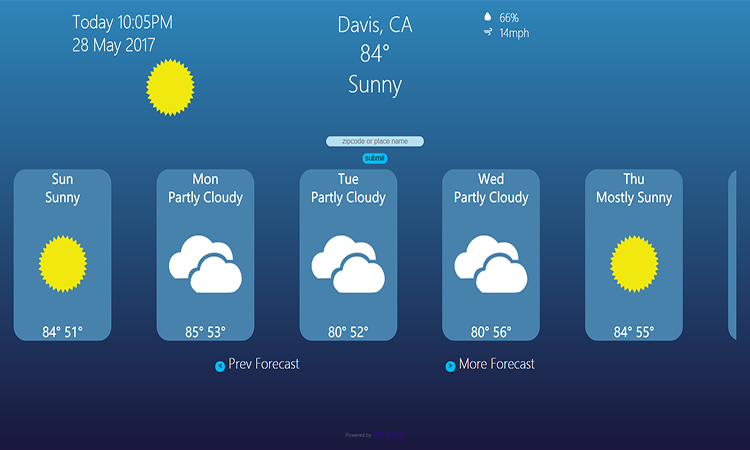 Today 10:05PM
28 May 2017
Davis, CA
84°
Sunny
66%
14mph
zipcode or place name
submit
Sun
Sunny
84° 51°
Mon
Partly Cloudy
85° 53°
Tue
Partly Cloudy
80° 52°
Wed
Partly Cloudy
80° 56°
Thu
Mostly Sunny
84° 55°
< Prev Forecast
> More Forecast
Powered by